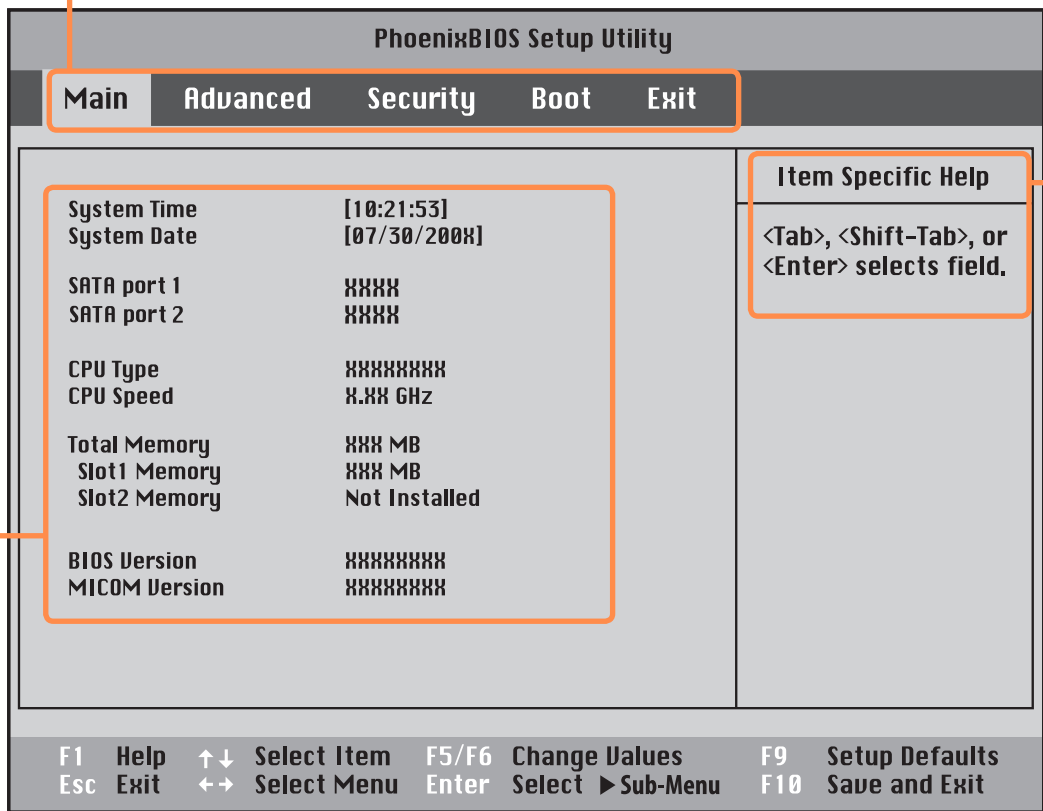 PhoenixBIOS Setup Utility
Main Advanced Security Boot Exit
Item Specific Help
<Tab>, <Shift-Tab>, or
<Enter> selects field.
System Time [10:21:53]
System Date [07/30/200X]
SATA port 1 XXXX
SATA port 2 XXXX
CPU Type XXXXXXXX
CPU Speed X.XX GHz
Total Memory XXX MB
Slot1 Memory XXX MB
Slot2 Memory Not Installed
BIOS Version XXXXXXXX
MICOM Version XXXXXXXX
F1 Help ↑↓ Select Item F5/F6 Change Values F9 Setup Defaults
Esc Exit ←→ Select Menu Enter Select ▶Sub-Menu F10 Save and Exit